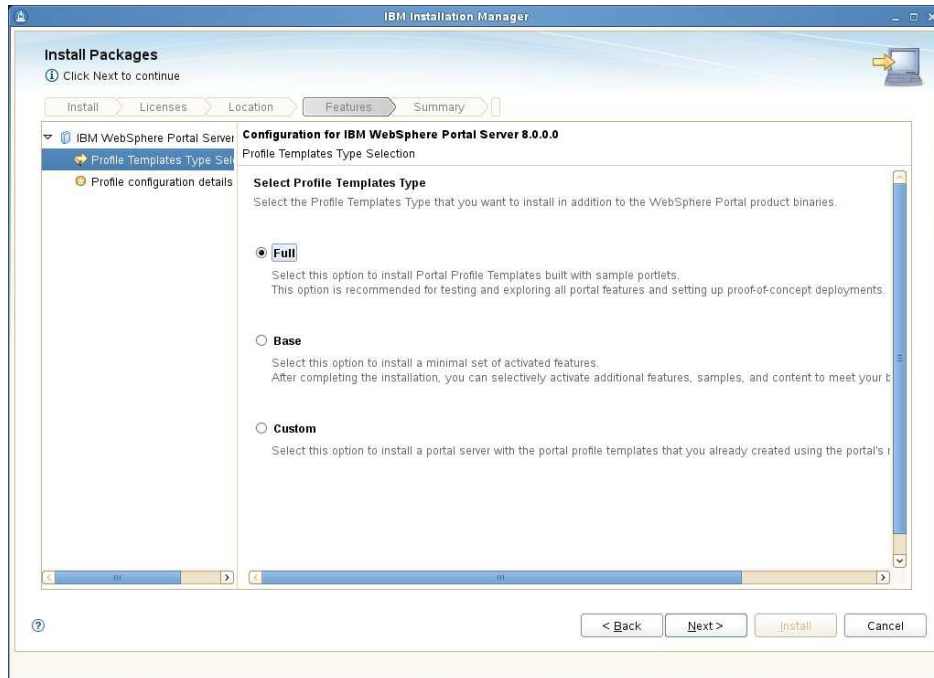 IBM Installation Manager
Install Packages
Click Next to continue
Install Licenses Location Features Summary
IBM WebSphere Portal Server
Profile Templates Type Sele
Profile configuration details
Configuration for IBM WebSphere Portal Server 8.0.0.0
Profile Templates Type Selection
Select Profile Templates Type
Select the Profile Templates Type that you want to install in addition to the WebSphere Portal product binaries.
Full
Select this option to install Portal Profile Templates built with sample portlets.
This option is recommended for testing and exploring all portal features and setting up proof-of-concept deployments.
Base
Select this option to install a minimal set of activated features.
After completing the installation, you can selectively activate additional features, samples, and content to meet your b
Custom
Select this option to install a portal server with the portal profile templates that you already created using the portal's r
< Back Next > Install Cancel